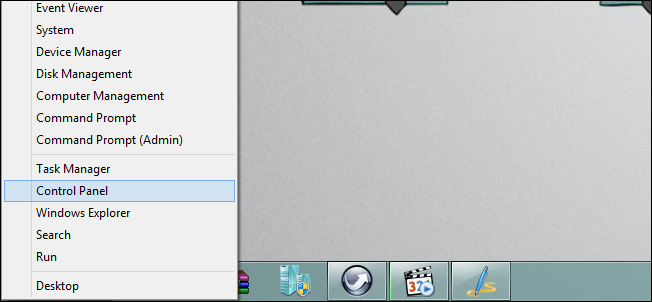 Event Viewer
System
Device Manager
Disk Management
Computer Management
Command Prompt
Command Prompt (Admin)
Task Manager
Control Panel
Windows Explorer
Search
Run
Desktop